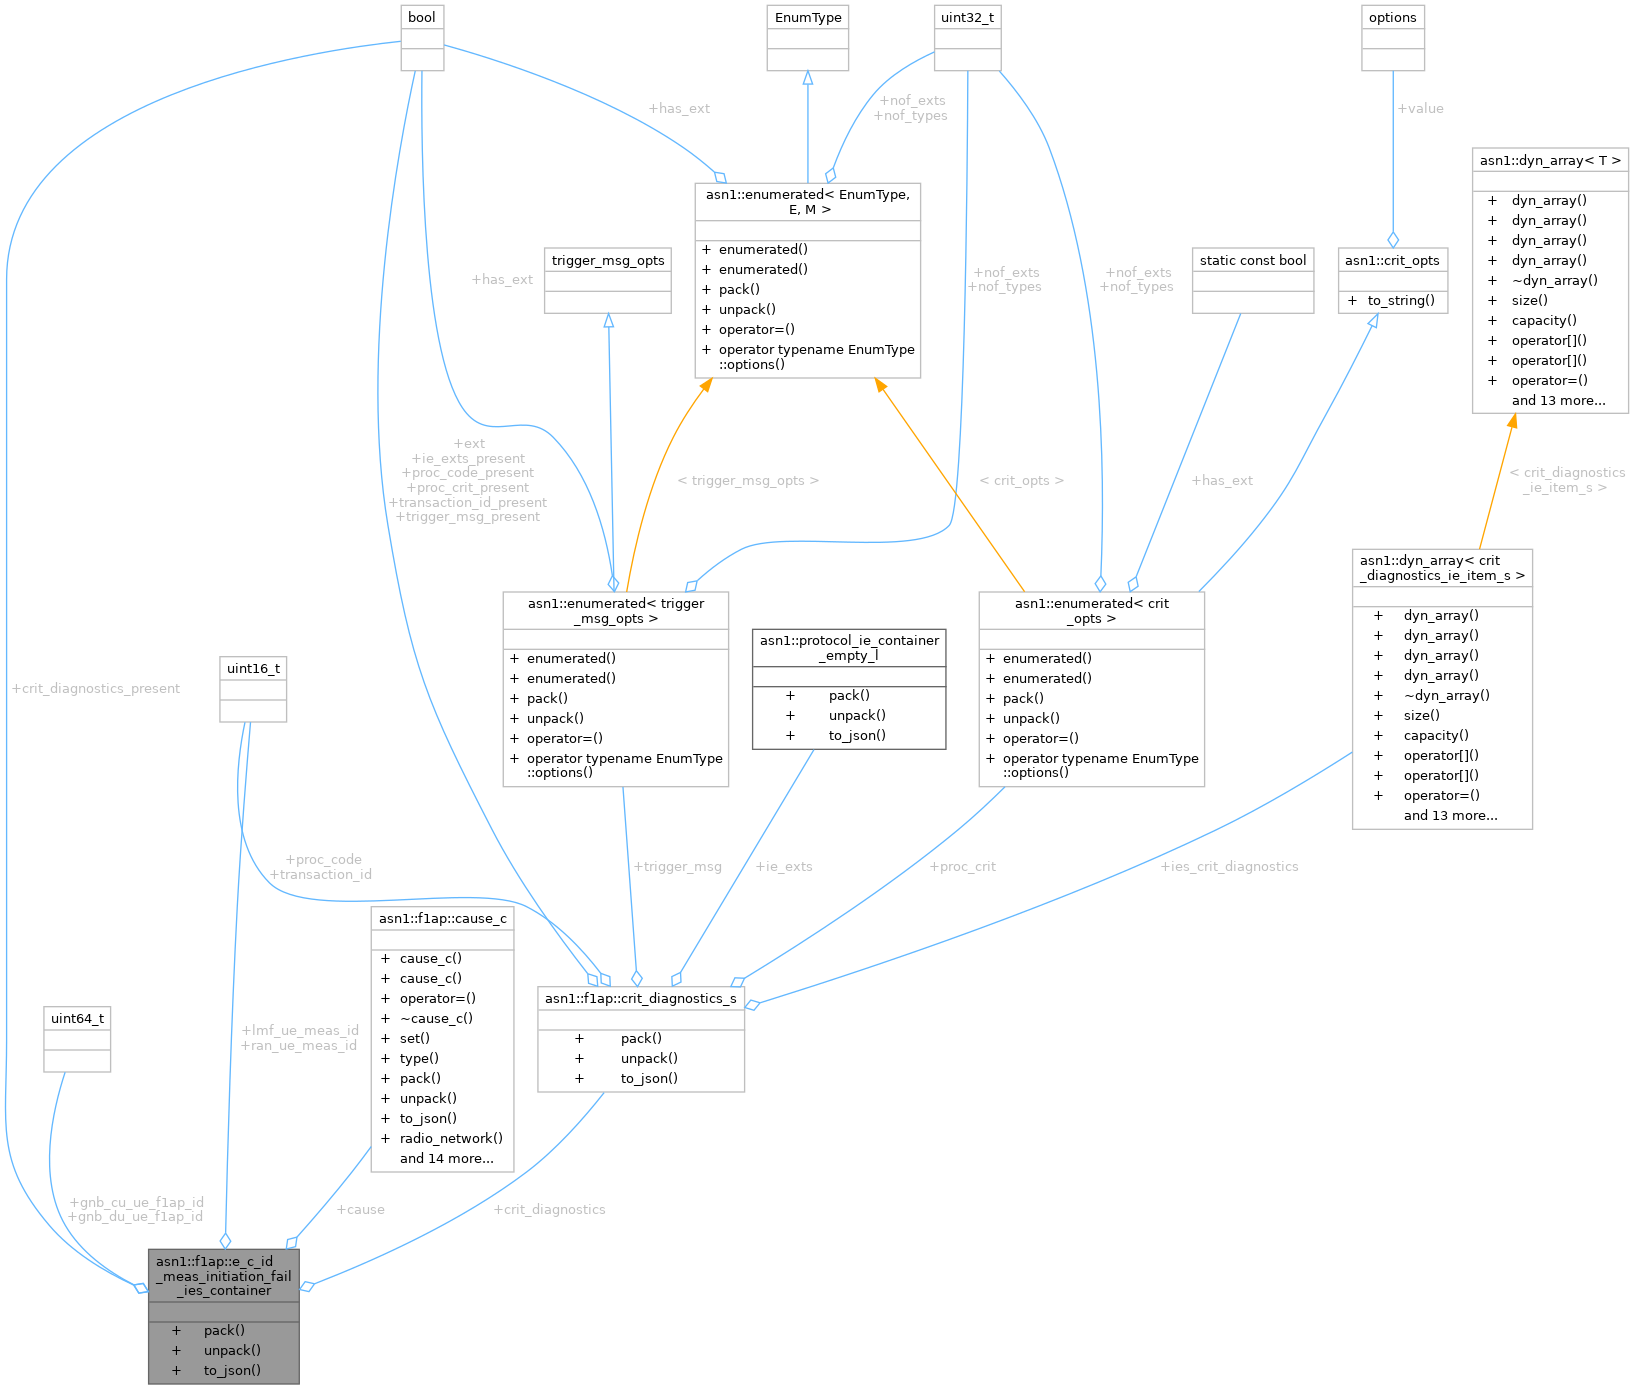 bool
EnumType
uint32_t
options
+has_ext
+nof_exts
+nof_types
+value
asn1::dyn_array< T >
+ dyn_array()
+ dyn_array()
+ dyn_array()
+ dyn_array()
+ ~dyn_array()
+ size()
+ capacity()
+ operator[]()
+ operator[]()
+ operator=()
and 13 more...
asn1::enumerated< EnumType,
E, M >
+ enumerated()
+ enumerated()
+ pack()
+ unpack()
+ operator=()
+ operator typename EnumType
::options()
trigger_msg_opts
static const bool
asn1::crit_opts
+ to_string()
+has_ext
+nof_exts
+nof_types
+nof_exts
+nof_types
+ext
+ie_exts_present
+proc_code_present
+proc_crit_present
+transaction_id_present
+trigger_msg_present
< trigger_msg_opts >
< crit_opts >
+has_ext
< crit_diagnostics
_ie_item_s >
asn1::dyn_array< crit
_diagnostics_ie_item_s >
+ dyn_array()
+ dyn_array()
+ dyn_array()
+ dyn_array()
+ ~dyn_array()
+ size()
+ capacity()
+ operator[]()
+ operator[]()
+ operator=()
and 13 more...
asn1::enumerated< trigger
_msg_opts >
+ enumerated()
+ enumerated()
+ pack()
+ unpack()
+ operator=()
+ operator typename EnumType
::options()
asn1::protocol_ie_container
_empty_l
+ pack()
+ unpack()
+ to_json()
asn1::enumerated< crit
_opts >
+ enumerated()
+ enumerated()
+ pack()
+ unpack()
+ operator=()
+ operator typename EnumType
::options()
uint16_t
+crit_diagnostics_present
+proc_code
+transaction_id
+trigger_msg
+ie_exts
+proc_crit
+ies_crit_diagnostics
asn1::f1ap::cause_c
+ cause_c()
+ cause_c()
+ operator=()
+ ~cause_c()
+ set()
+ type()
+ pack()
+ unpack()
+ to_json()
+ radio_network()
and 14 more...
asn1::f1ap::crit_diagnostics_s
+ pack()
+ unpack()
+ to_json()
uint64_t
+lmf_ue_meas_id
+ran_ue_meas_id
+gnb_cu_ue_f1ap_id
+gnb_du_ue_f1ap_id
+cause
+crit_diagnostics
asn1::f1ap::e_c_id
_meas_initiation_fail
_ies_container
+ pack()
+ unpack()
+ to_json()